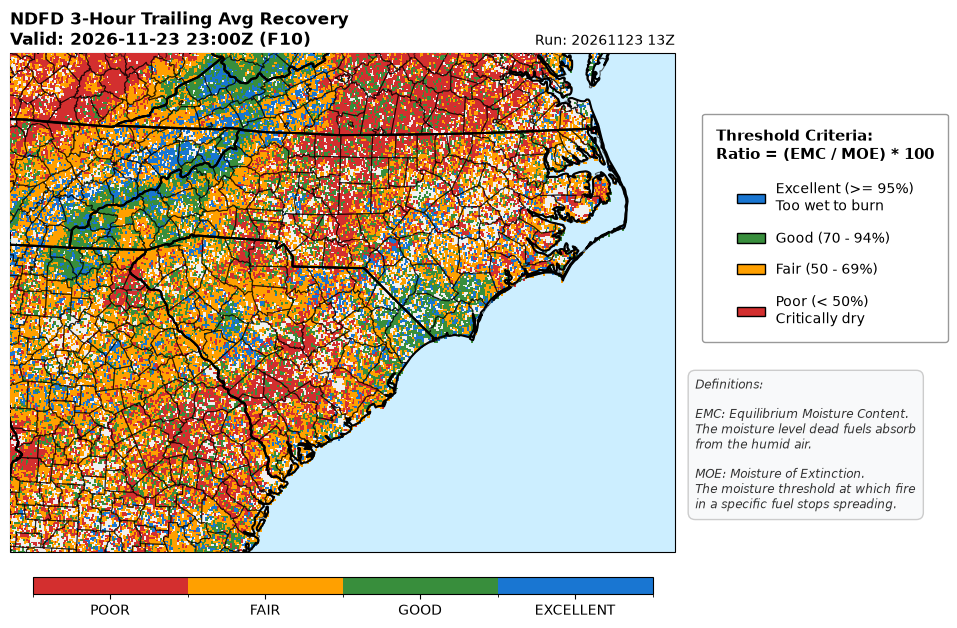 NDFD 3-Hour Trailing Avg Recovery
Valid: 2026-11-23 23:00Z (F10)
Run: 20261123 13Z
Threshold Criteria:
Ratio = (EMC / MOE) * 100
Excellent (>= 95%)
Too wet to burn
Good (70 - 94%)
Fair (50 - 69%)
Poor (< 50%)
Critically dry
Definitions:
EMC: Equilibrium Moisture Content.
The moisture level dead fuels absorb
from the humid air.
MOE: Moisture of Extinction.
The moisture threshold at which fire
in a specific fuel stops spreading.
POOR
FAIR
GOOD
EXCELLENT